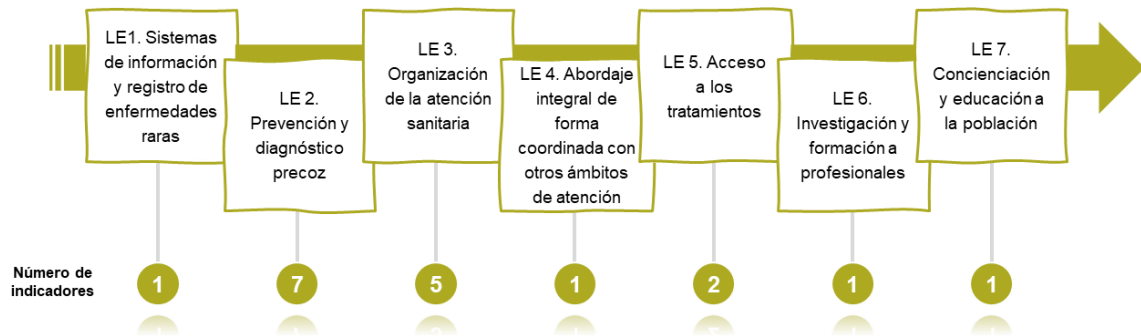 LE1. Sistemas
de información
y registro de
enfermedades
raras
LE 2.
Prevención y
diagnóstico
precoz
LE 3.
Organización
de la atención
sanitaria
LE 4. Abordaje
integral de
forma
coordinada con
otros ámbitos
de atención
LE 5. Acceso
a los
tratamientos
LE 6.
Investigación y
formación a
profesionales
LE 7.
Concienciación
y educación a
la población
Número de
indicadores
1
7
5
1
2
1
1